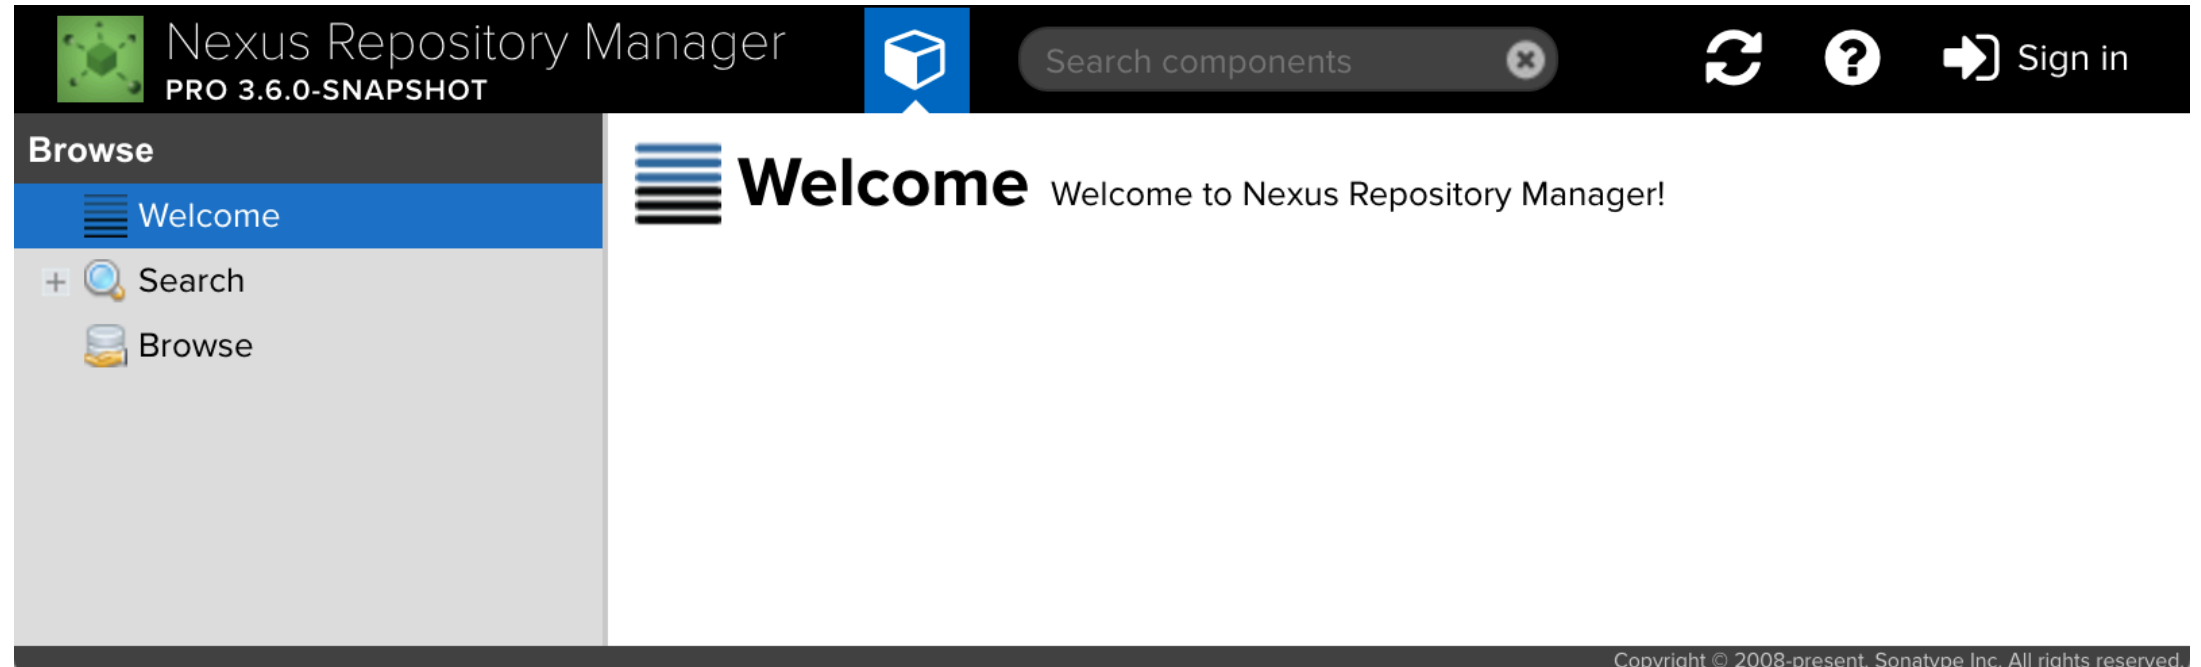 Nexus Repository Manager
PRO 3.6.0-SNAPSHOT
Search components
Sign in
Browse
Welcome
Search
Browse
Welcome Welcome to Nexus Repository Manager!
Copyright © 2008-present, Sonatype Inc. All rights reserved.